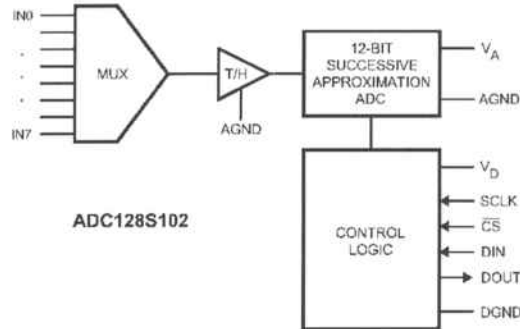 IN0
MUX
IN7
T/H
AGND
12-BIT
SUCCESSIVE
APPROXIMATION
ADC
VA
AGND
ADC128S102
CONTROL
LOGIC
VD
SCLK
CS
DIN
DOUT
DGND